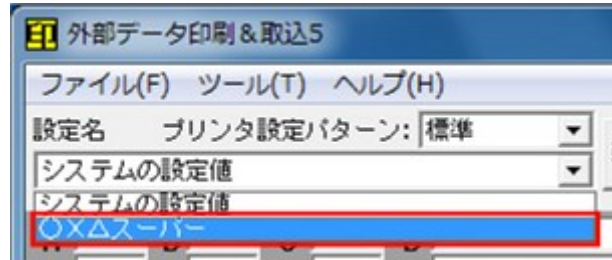 印 外部データ印刷&取込5
ファイル(F) ツール(T) ヘルプ(H)
設定名 プリンタ設定パターン: 標準
システムの設定値
システムの設定値
○×△スーパー